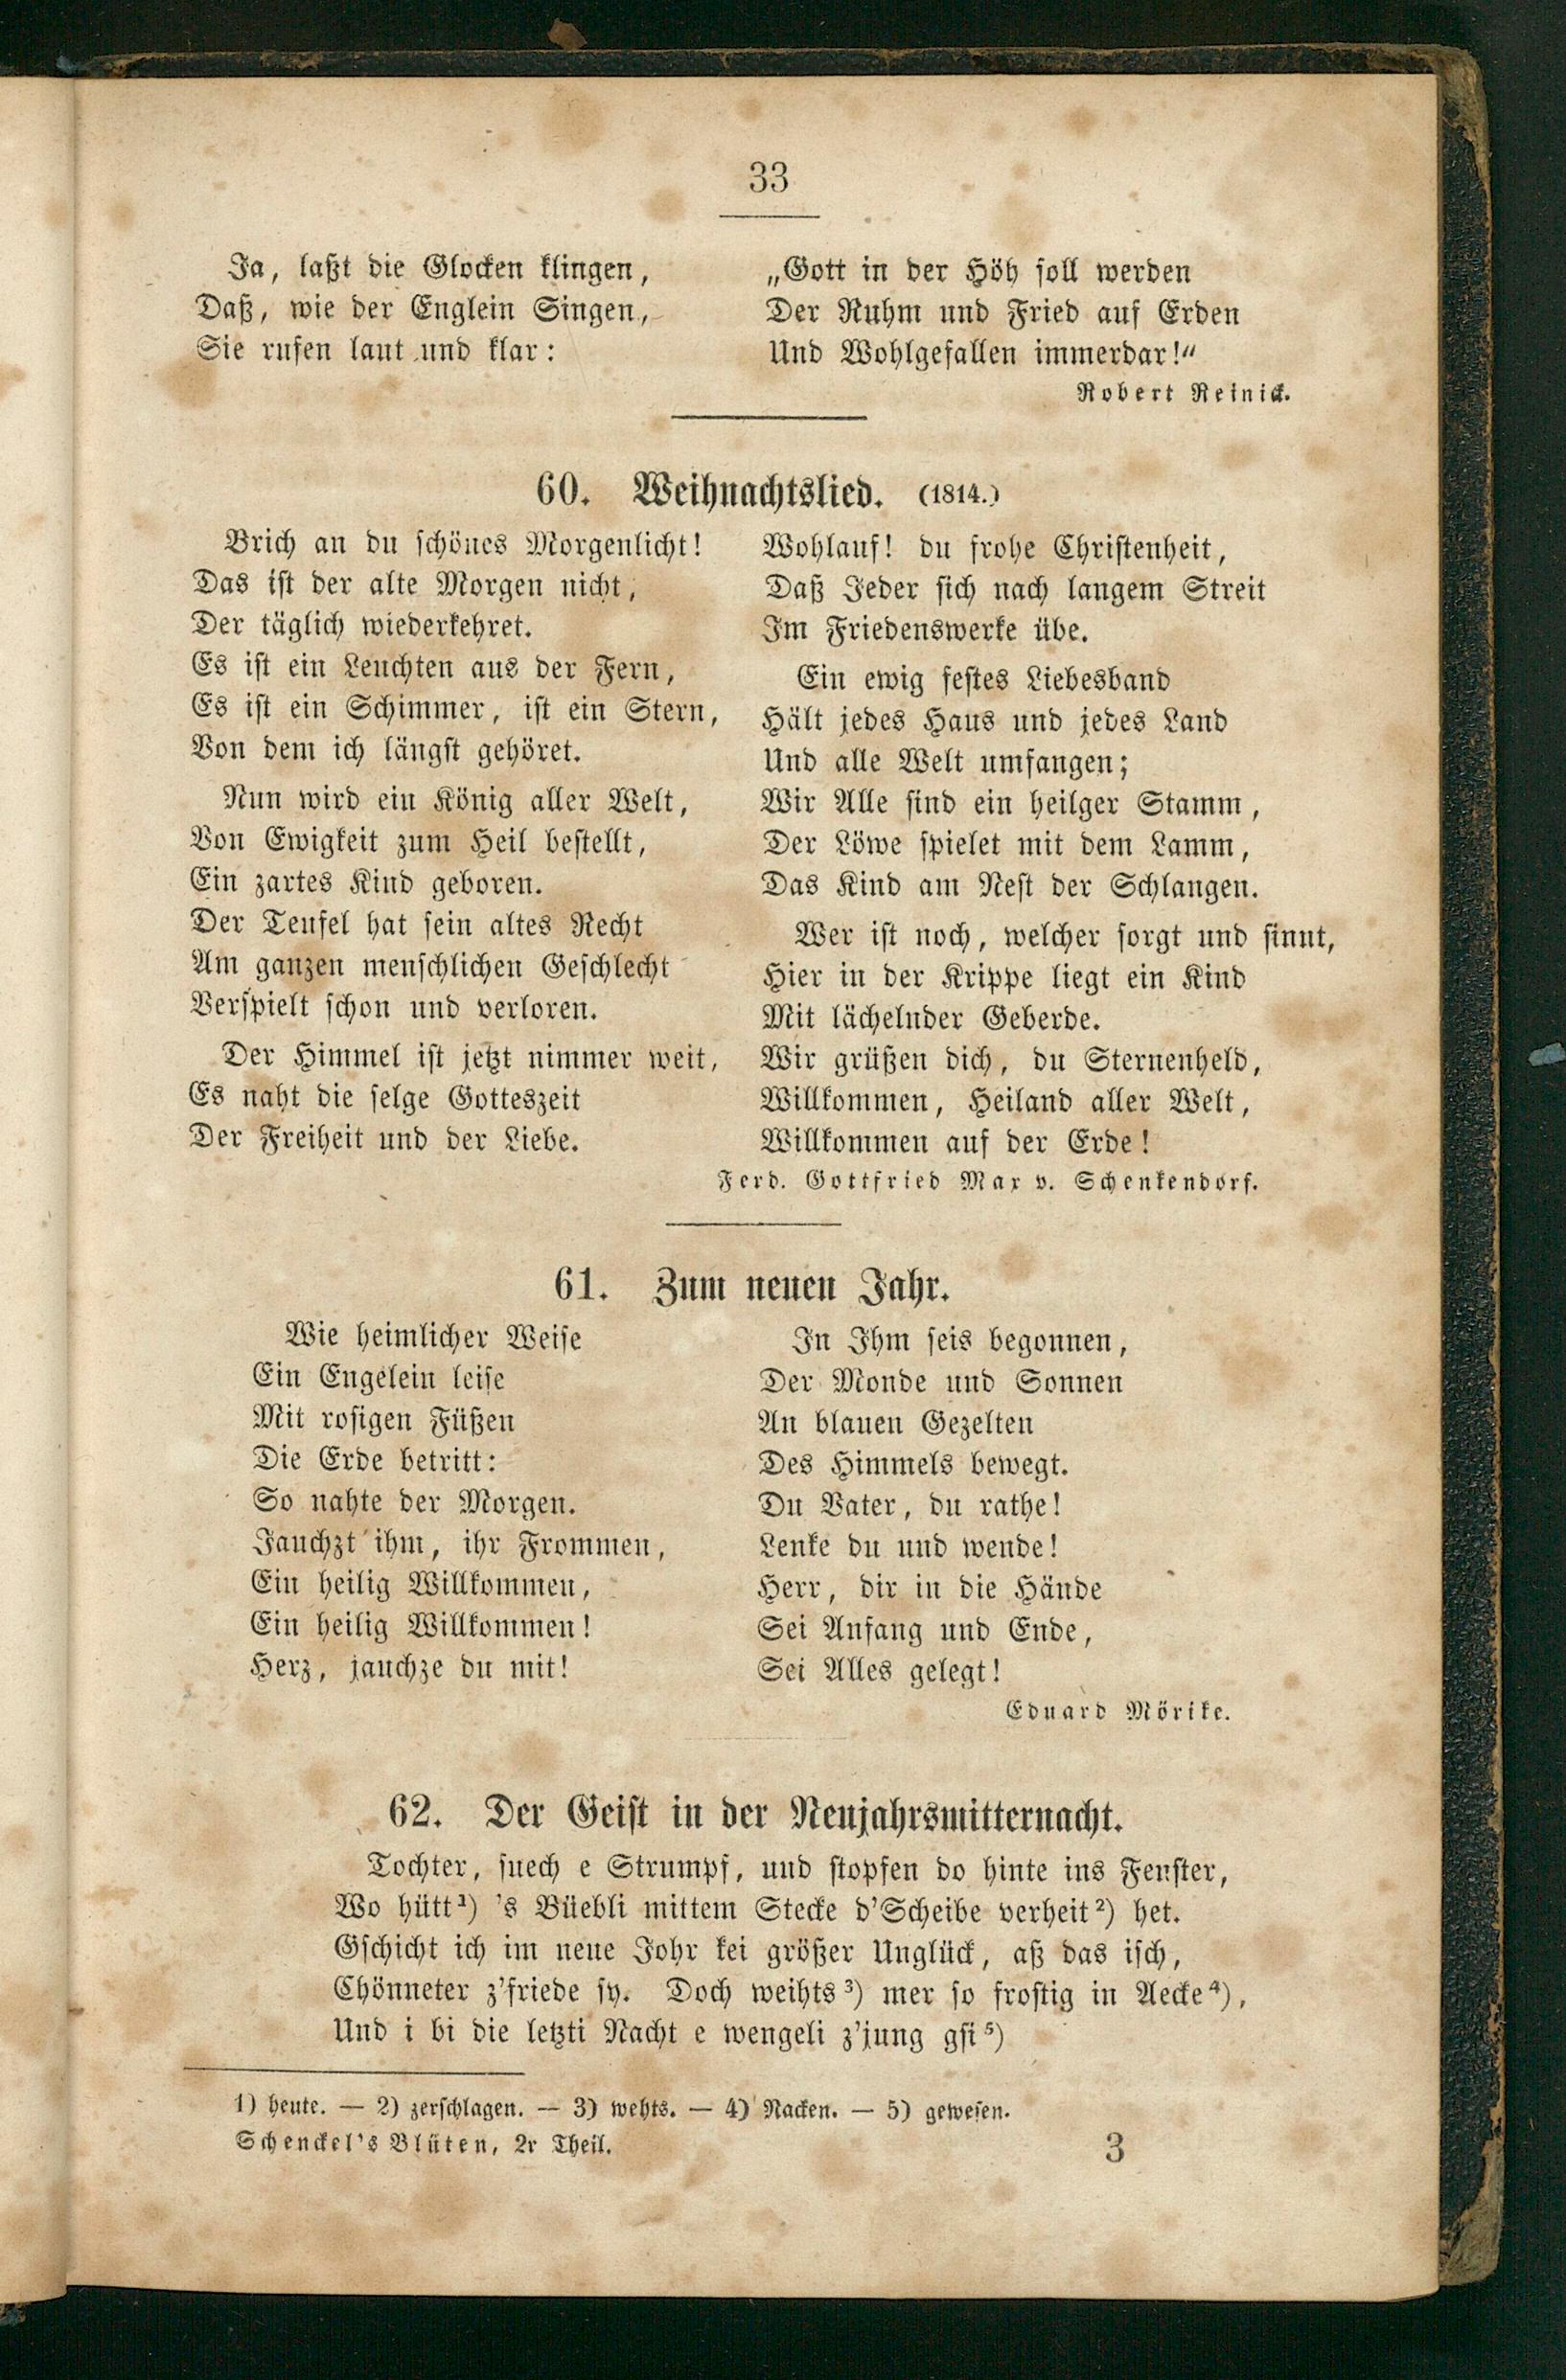 33
Ja, laßt die Glocken klingen,
Daß, wie der Englein Singen,
Sie rufen laut und klar:
„Gott in der Höh soll werden
Der Ruhm und Fried auf Erden
Und Wohlgefallen immerdar!“
Robert Reinick.
60. Weihnachtslied. (1814.)
Brich an du schönes Morgenlicht!
Das ist der alte Morgen nicht,
Der täglich wiederkehret.
Es ist ein Leuchten aus der Fern,
Es ist ein Schimmer, ist ein Stern,
Von dem ich längst gehöret.
Nun wird ein König aller Welt,
Von Ewigkeit zum Heil bestellt,
Ein zartes Kind geboren.
Der Teufel hat sein altes Recht
Am ganzen menschlichen Geschlecht
Verspielt schon und verloren.
Der Himmel ist jetzt nimmer weit,
Es naht die selge Gotteszeit
Der Freiheit und der Liebe.
Wohlauf! du frohe Christenheit,
Daß Jeder sich nach langem Streit
Im Friedenswerke übe.
Ein ewig festes Liebesband
Hält jedes Haus und jedes Land
Und alle Welt umfangen;
Wir Alle sind ein heilger Stamm,
Der Löwe spielet mit dem Lamm,
Das Kind am Nest der Schlangen.
Wer ist noch, welcher sorgt und sinnt,
Hier in der Krippe liegt ein Kind
Mit lächelnder Geberde.
Wir grüßen dich, du Sternenheld,
Willkommen, Heiland aller Welt,
Willkommen auf der Erde!
Ferd. Gottfried Max v. Schenkendorf.
61. Zum neuen Jahr.
Wie heimlicher Weise
Ein Engelein leise
Mit rosigen Füßen
Die Erde betritt:
So nahte der Morgen.
Jauchzt ihm, ihr Frommen,
Ein heilig Willkommen,
Ein heilig Willkommen!
Herz, jauchze du mit!
In Ihm seis begonnen,
Der Monde und Sonnen
An blauen Gezelten
Des Himmels bewegt.
Du Vater, du rathe!
Lenke du und wende!
Herr, dir in die Hände
Sei Anfang und Ende,
Sei Alles gelegt!
Eduard Mörike.
62. Der Geist in der Neujahrsmitternacht.
Tochter, suech e Strumpf, und stopfen do hinte ins Fenster,
Wo hütt¹) 's Büebli mittem Stecke d'Scheibe verheit²) het.
Gschicht ich im neue Johr kei größer Unglück, aß das isch,
Chönneter z'friede sy. Doch weihts³) mer so frostig in Aecke⁴),
Und i bi die letzti Nacht e wengeli z'jung gsi⁵)
1) heute. — 2) zerschlagen. — 3) wehts. — 4) Nacken. — 5) gewesen.
Schenckel's Blüten, 2r Theil.
3